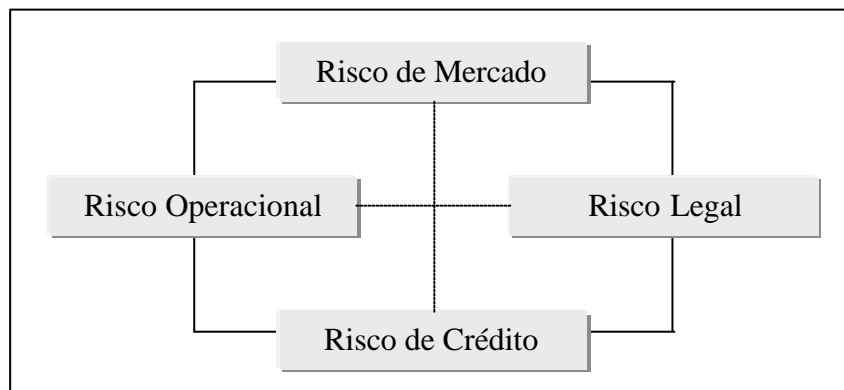 Risco de Mercado
Risco Operacional
Risco Legal
Risco de Crédito